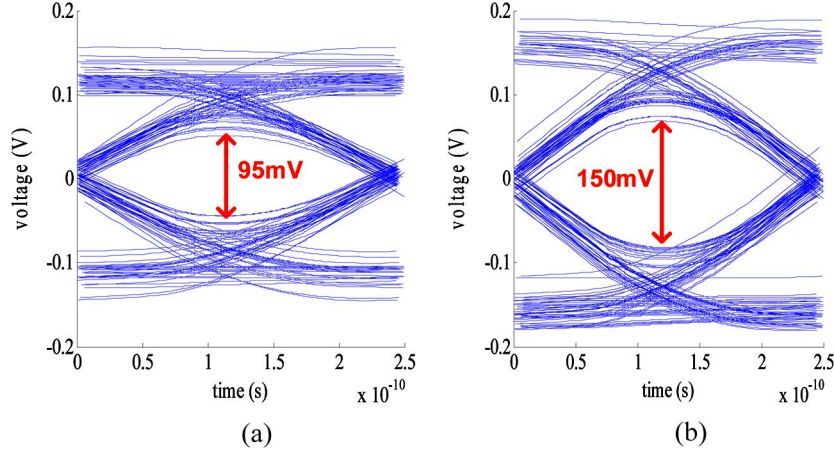 0.2
0.1
0
-0.1
-0.2
voltage (V)
95mV
0 0.5 1 1.5 2 2.5
time (s)
x 10-10
(a)
0.2
0.1
0
-0.1
-0.2
voltage (V)
150mV
0 0.5 1 1.5 2 2.5
time (s)
x 10-10
(b)